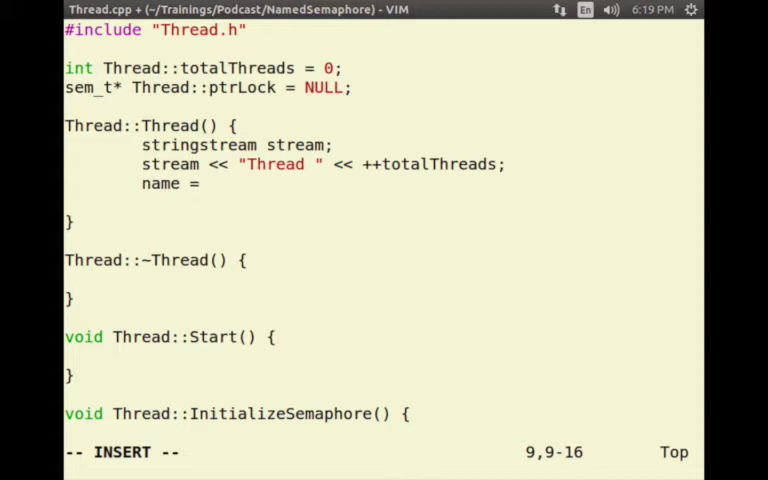 Thread.cpp + (~/Trainings/Podcast/NamedSemaphore) - VIM
En
6:19 PM
#include "Thread.h"
int Thread::totalThreads = 0;
sem_t* Thread::ptrLock = NULL;
Thread::Thread() {
stringstream stream;
stream << "Thread " << ++totalThreads;
name =
}
Thread::~Thread() {
}
void Thread::Start() {
}
void Thread::InitializeSemaphore() {
-- INSERT --
9,9-16
Top